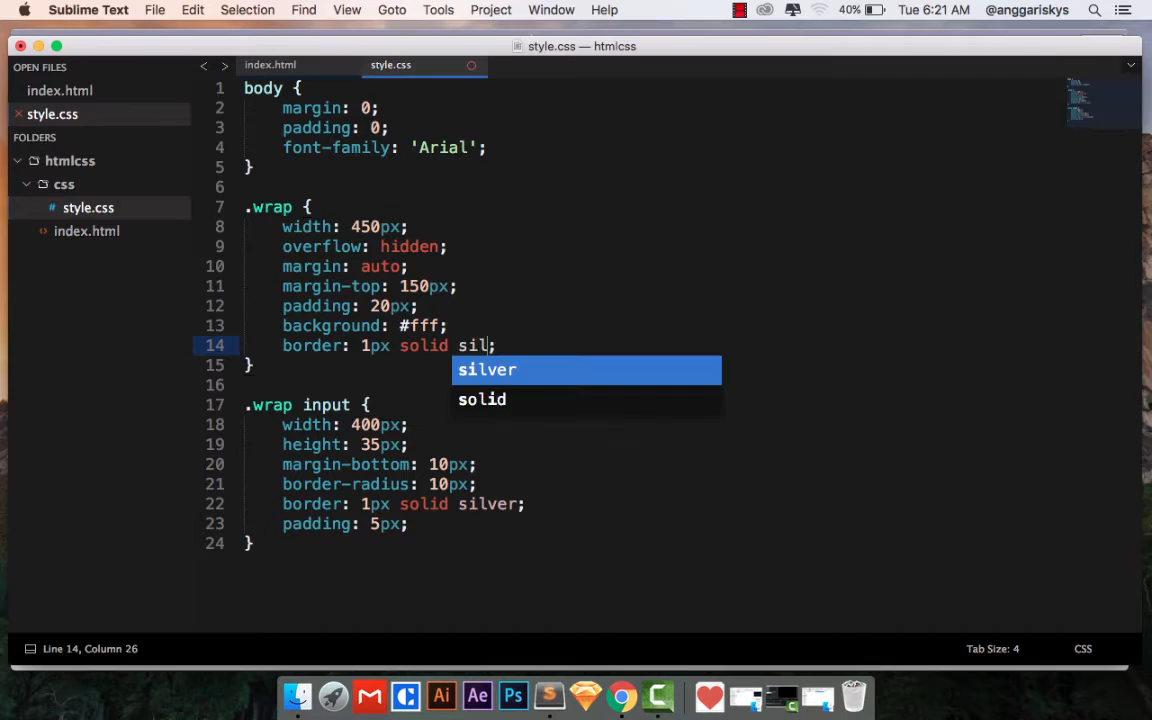 Sublime Text File Edit Selection Find View Goto Tools Project Window Help 40% Tue 6:21 AM @anggariskys
style.css — htmlcss
OPEN FILES
index.html
style.css
FOLDERS
htmlcss
css
# style.css
<> index.html
index.html style.css
1 body {
2 margin: 0;
3 padding: 0;
4 font-family: 'Arial';
5 }
6
7 .wrap {
8 width: 450px;
9 overflow: hidden;
10 margin: auto;
11 margin-top: 150px;
12 padding: 20px;
13 background: #fff;
14 border: 1px solid sil;
silver
solid
15 }
16
17 .wrap input {
18 width: 400px;
19 height: 35px;
20 margin-bottom: 10px;
21 border-radius: 10px;
22 border: 1px solid silver;
23 padding: 5px;
24 }
Line 14, Column 26 Tab Size: 4 CSS
Ai Ae Ps S C